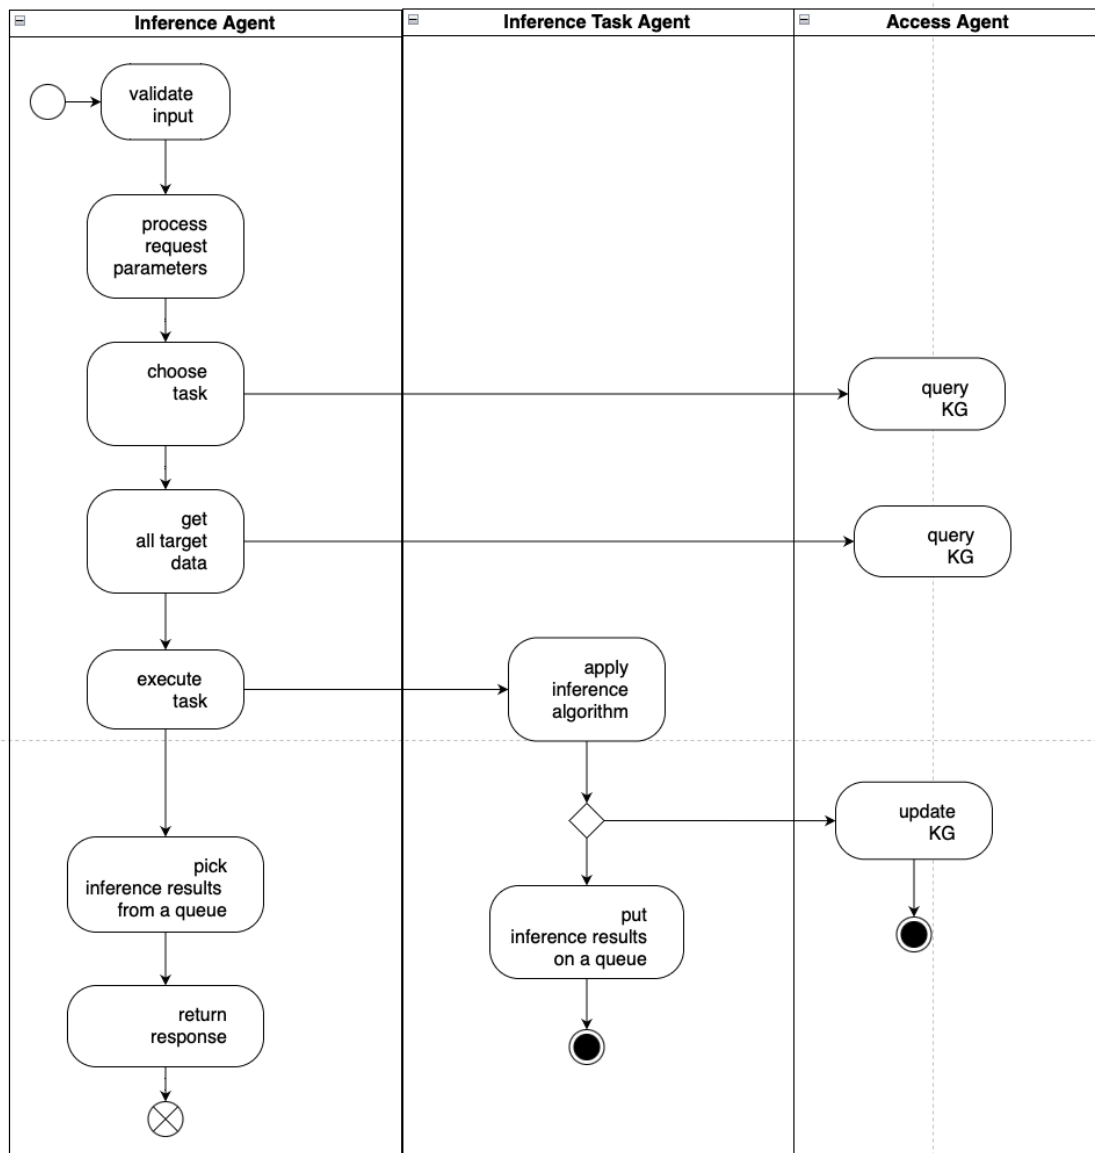 Inference Agent
Inference Task Agent
Access Agent
validate
input
process
request
parameters
choose
task
query
KG
get
all target
data
query
KG
execute
task
apply
inference
algorithm
update
KG
pick
inference results
from a queue
put
inference results
on a queue
return
response